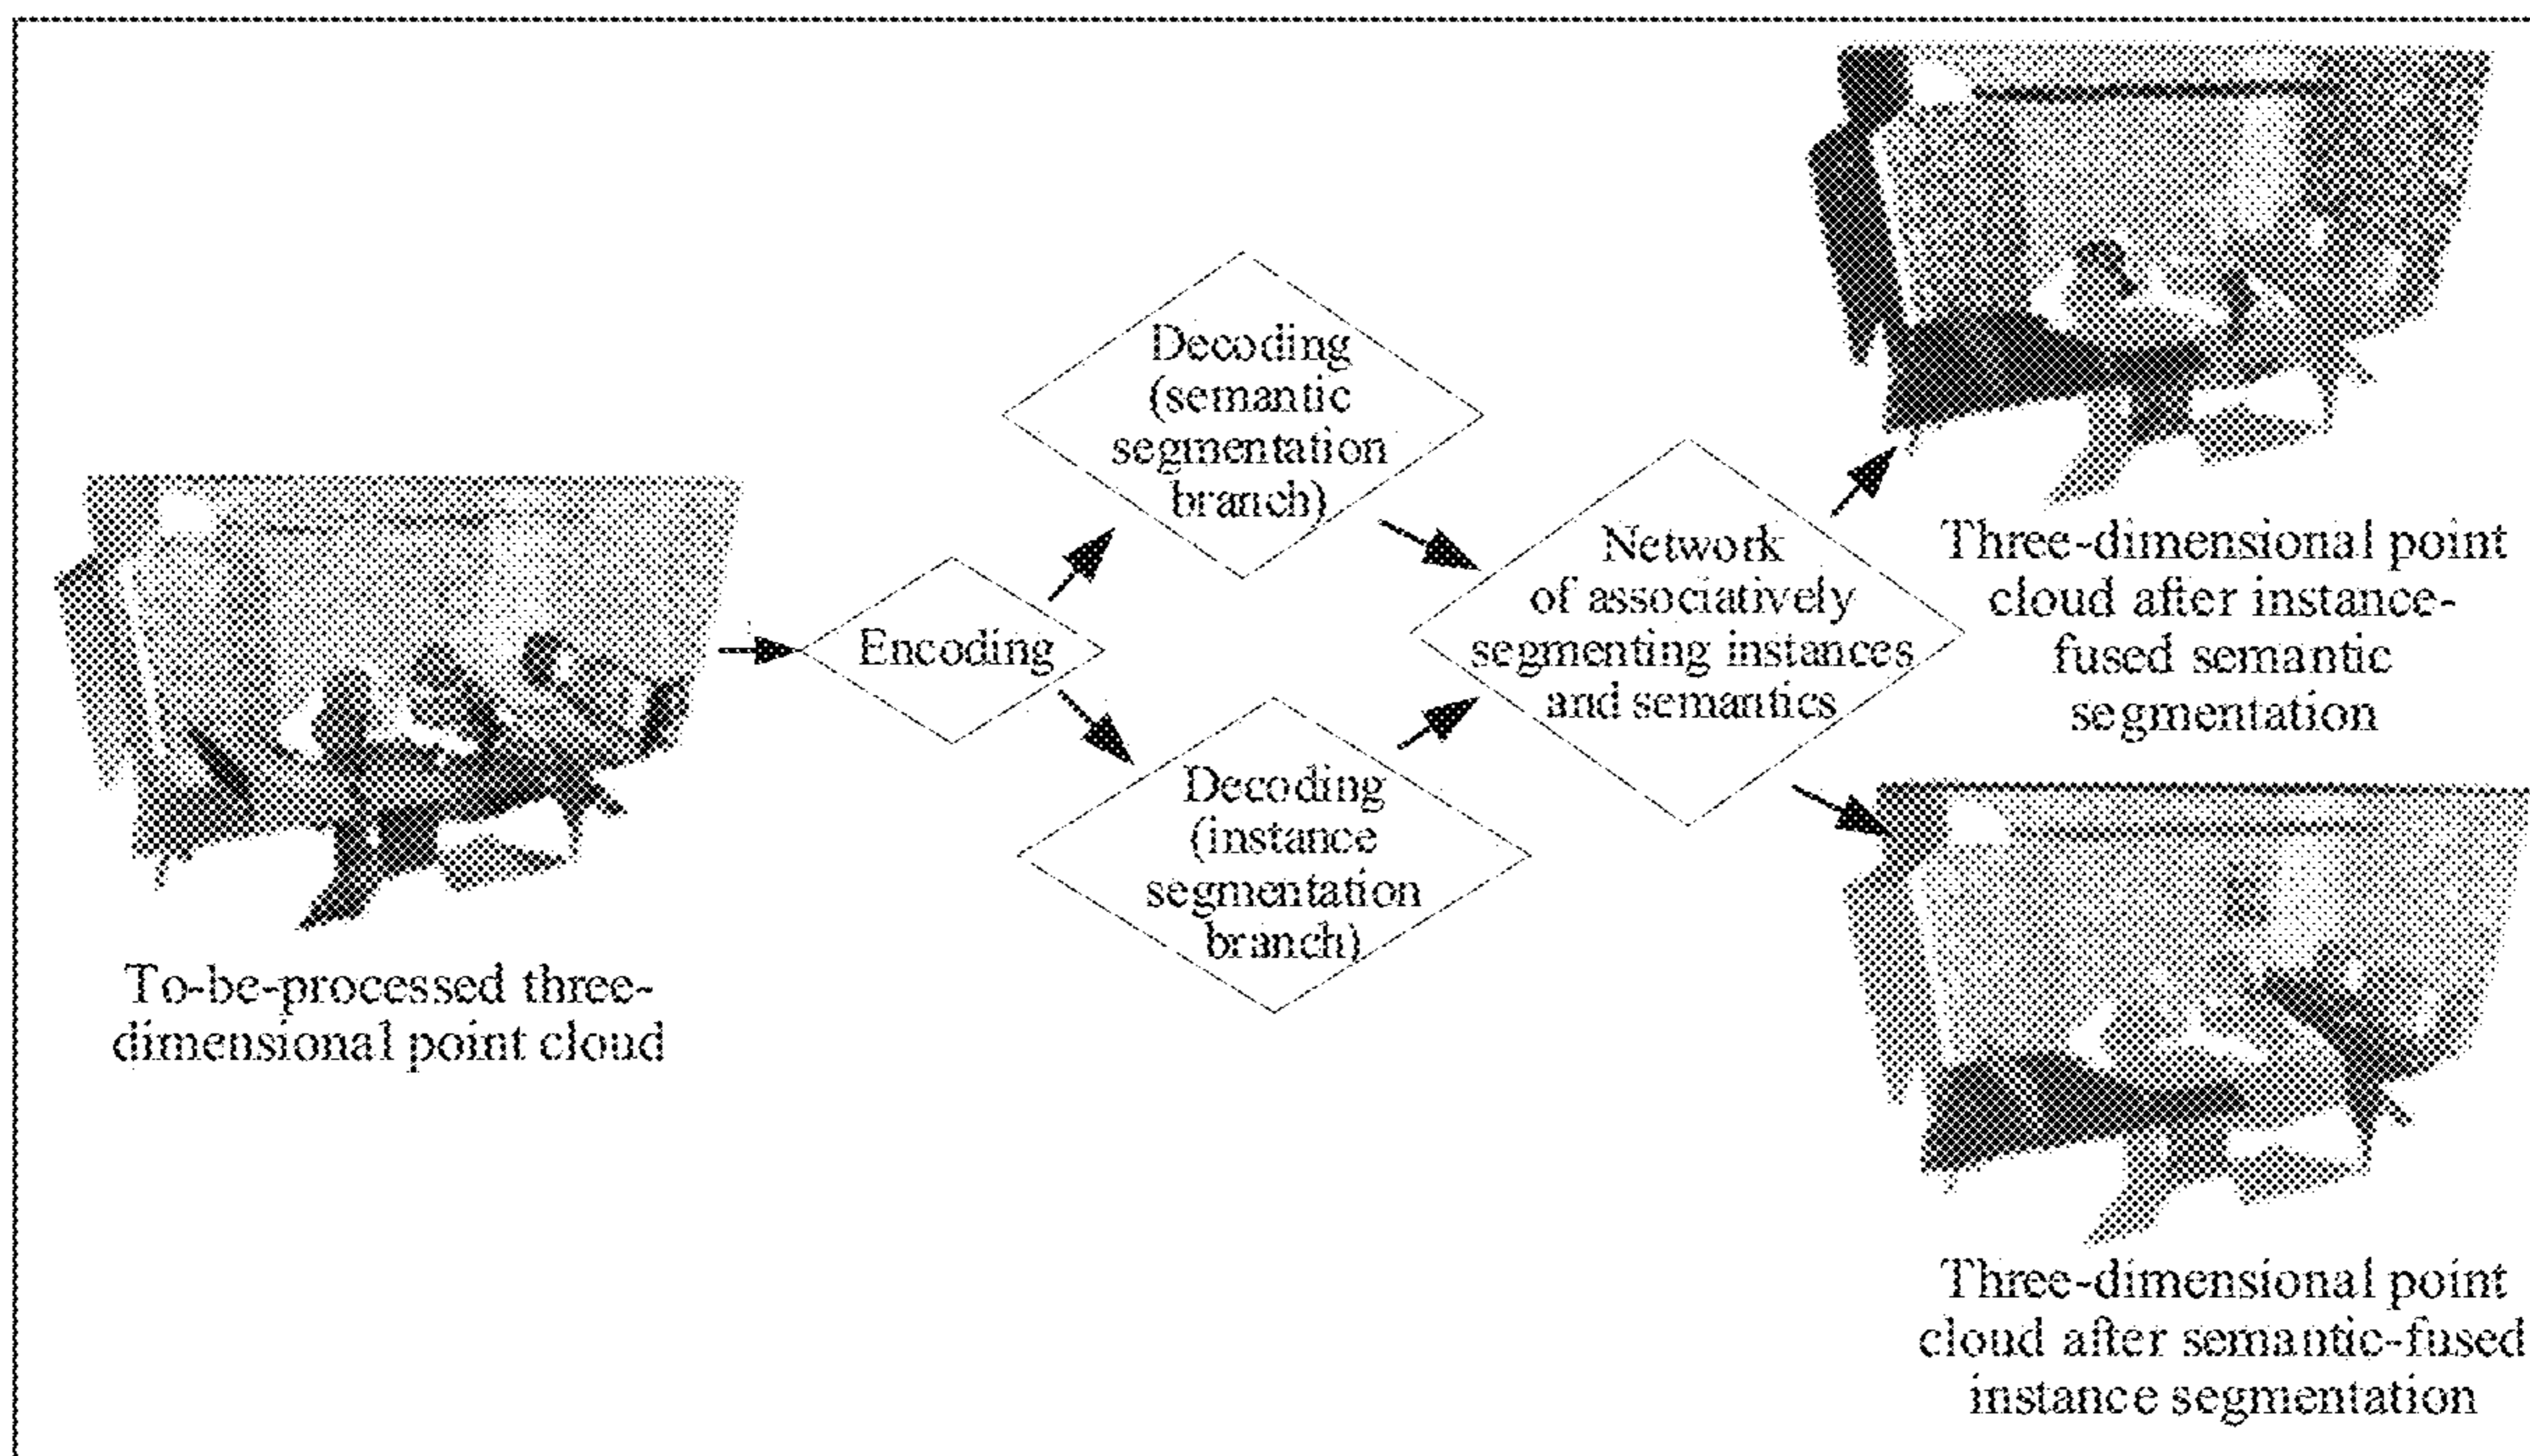 To-be-processed three-
dimensional point cloud
Encoding
Decoding
(semantic
segmentation
branch)
Decoding
(instance
segmentation
branch)
Network
of associatively
segmenting instances
and semantics
Three-dimensional point
cloud after instance-
fused semantic
segmentation
Three-dimensional point
cloud after semantic-fused
instance segmentation